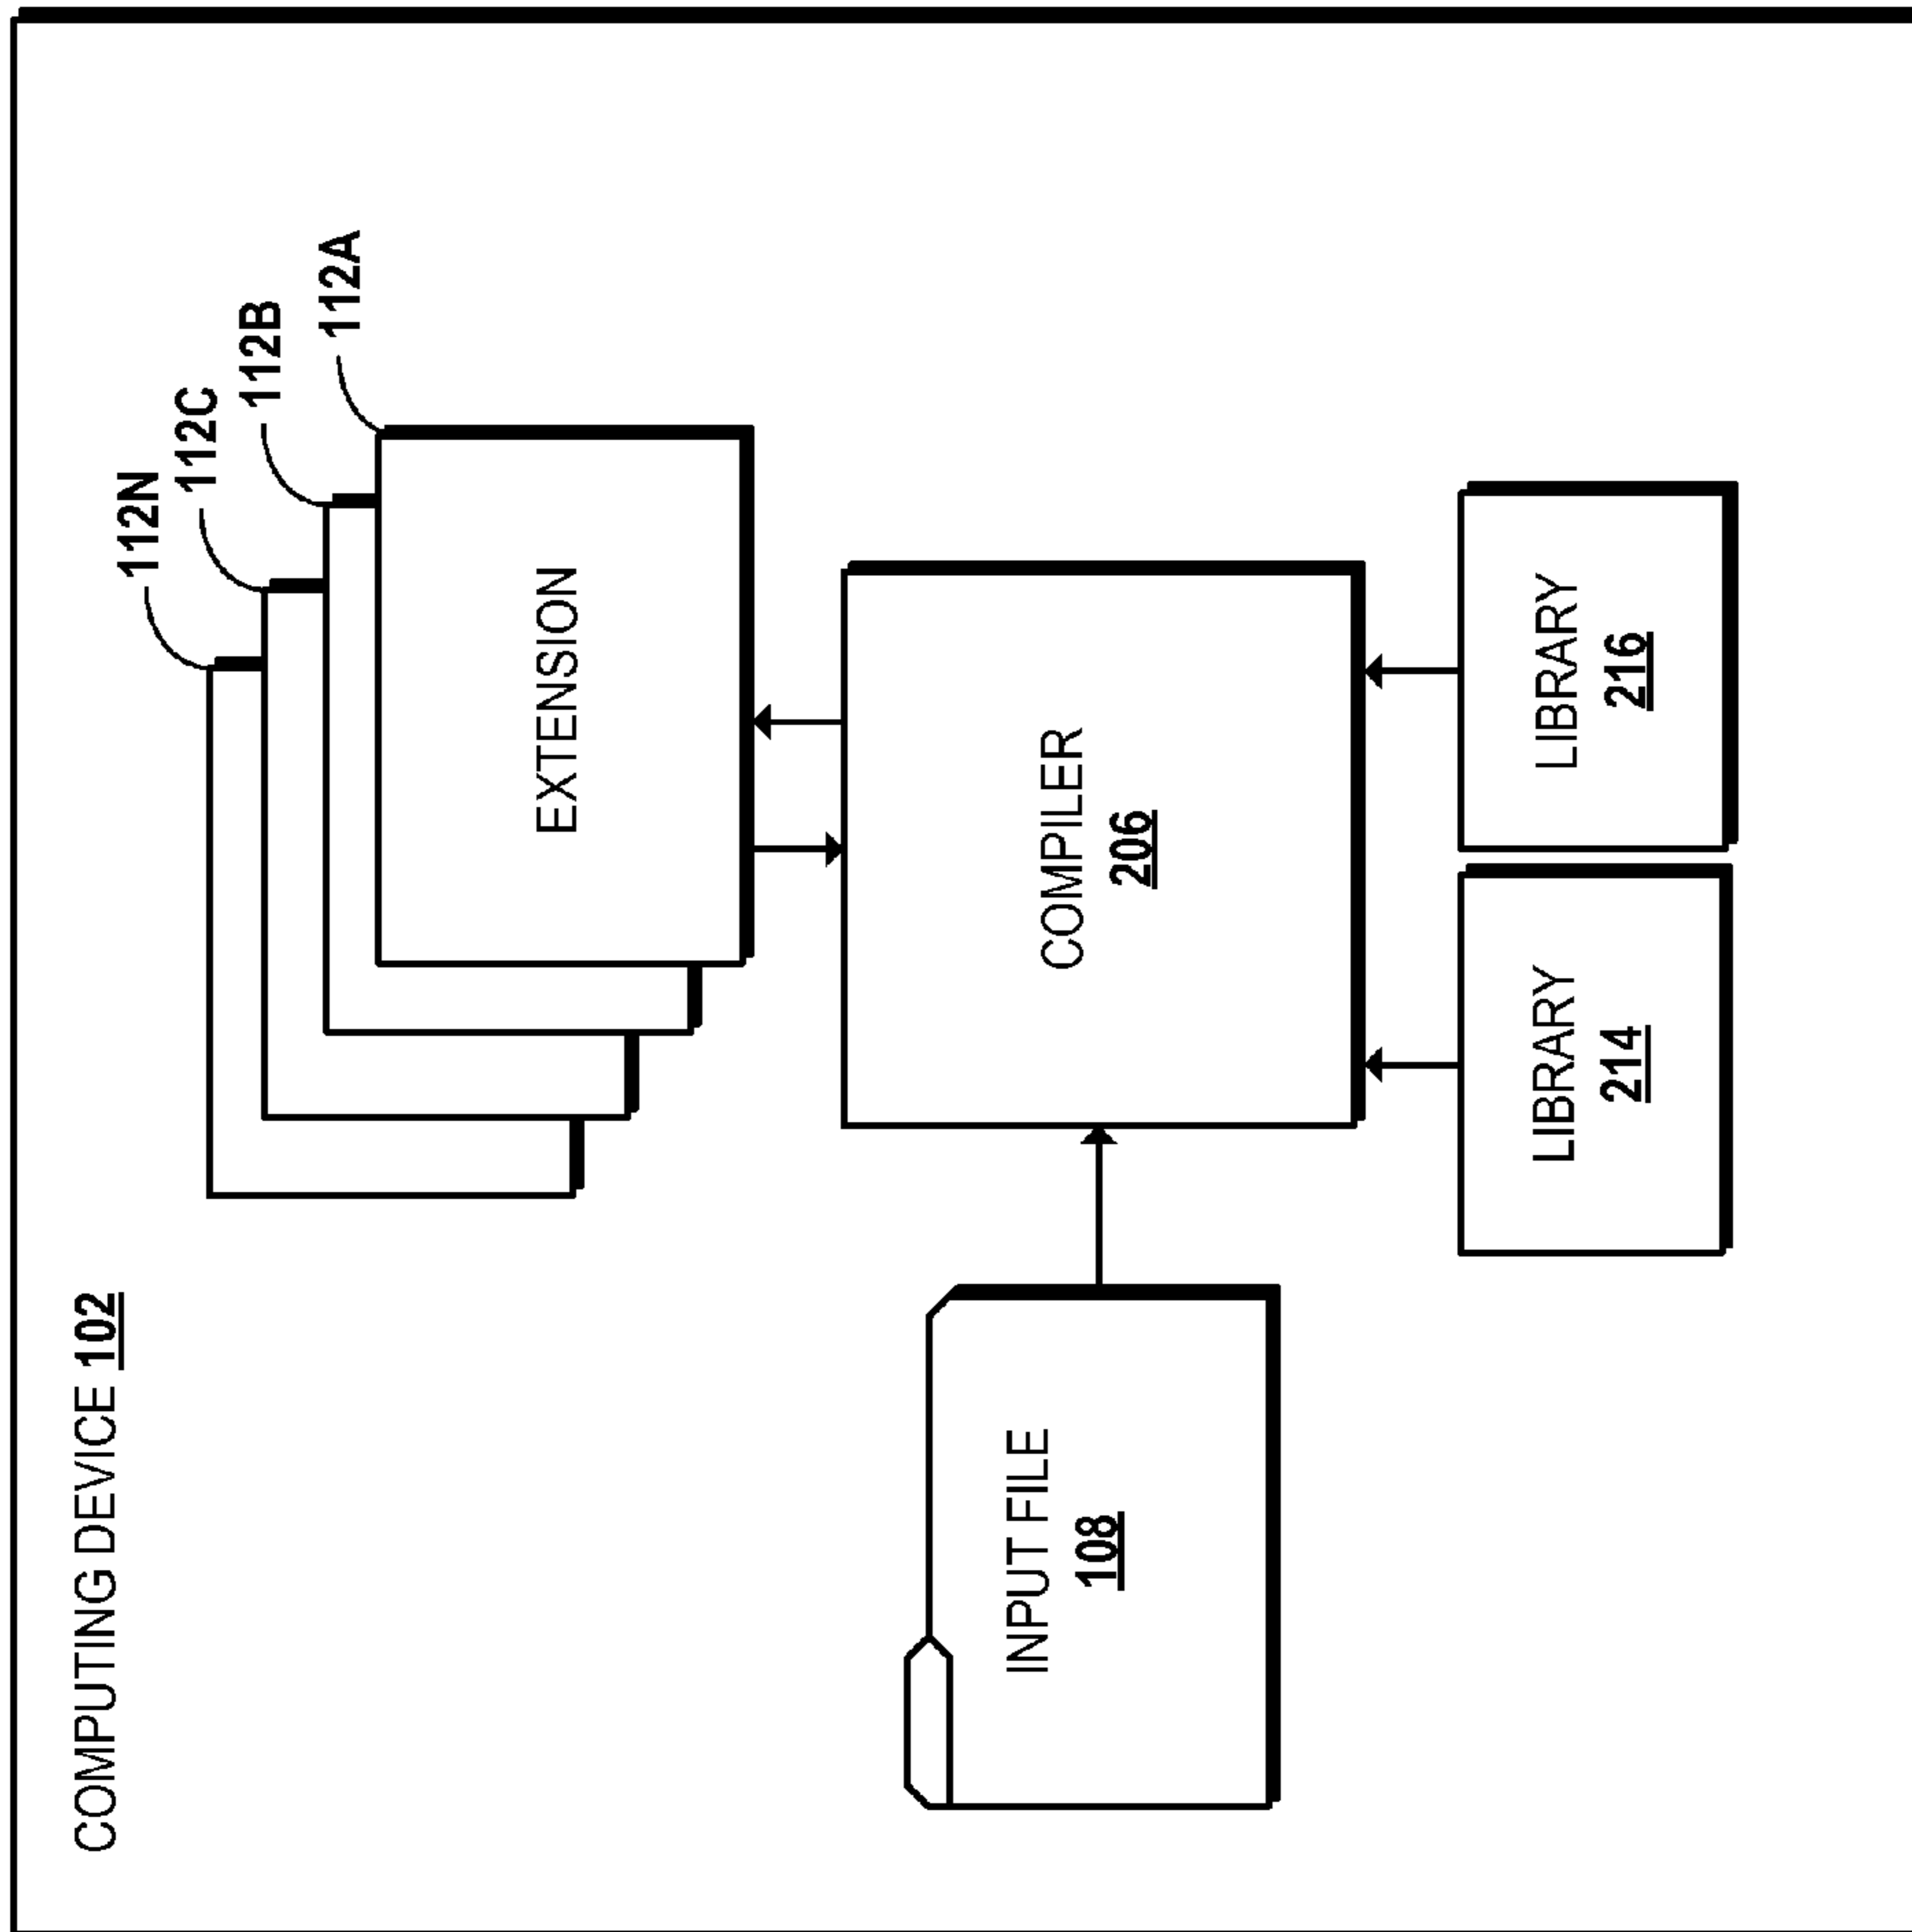 COMPUTING DEVICE 102
112N
112C
112B
112A
EXTENSION
INPUT FILE
108
COMPILER
206
LIBRARY
214
LIBRARY
216